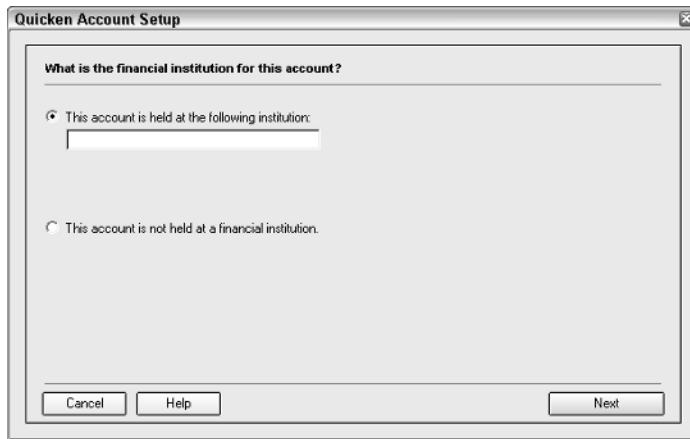 Quicken Account Setup
What is the financial institution for this account?
This account is held at the following institution:
This account is not held at a financial institution.
Cancel Help Next